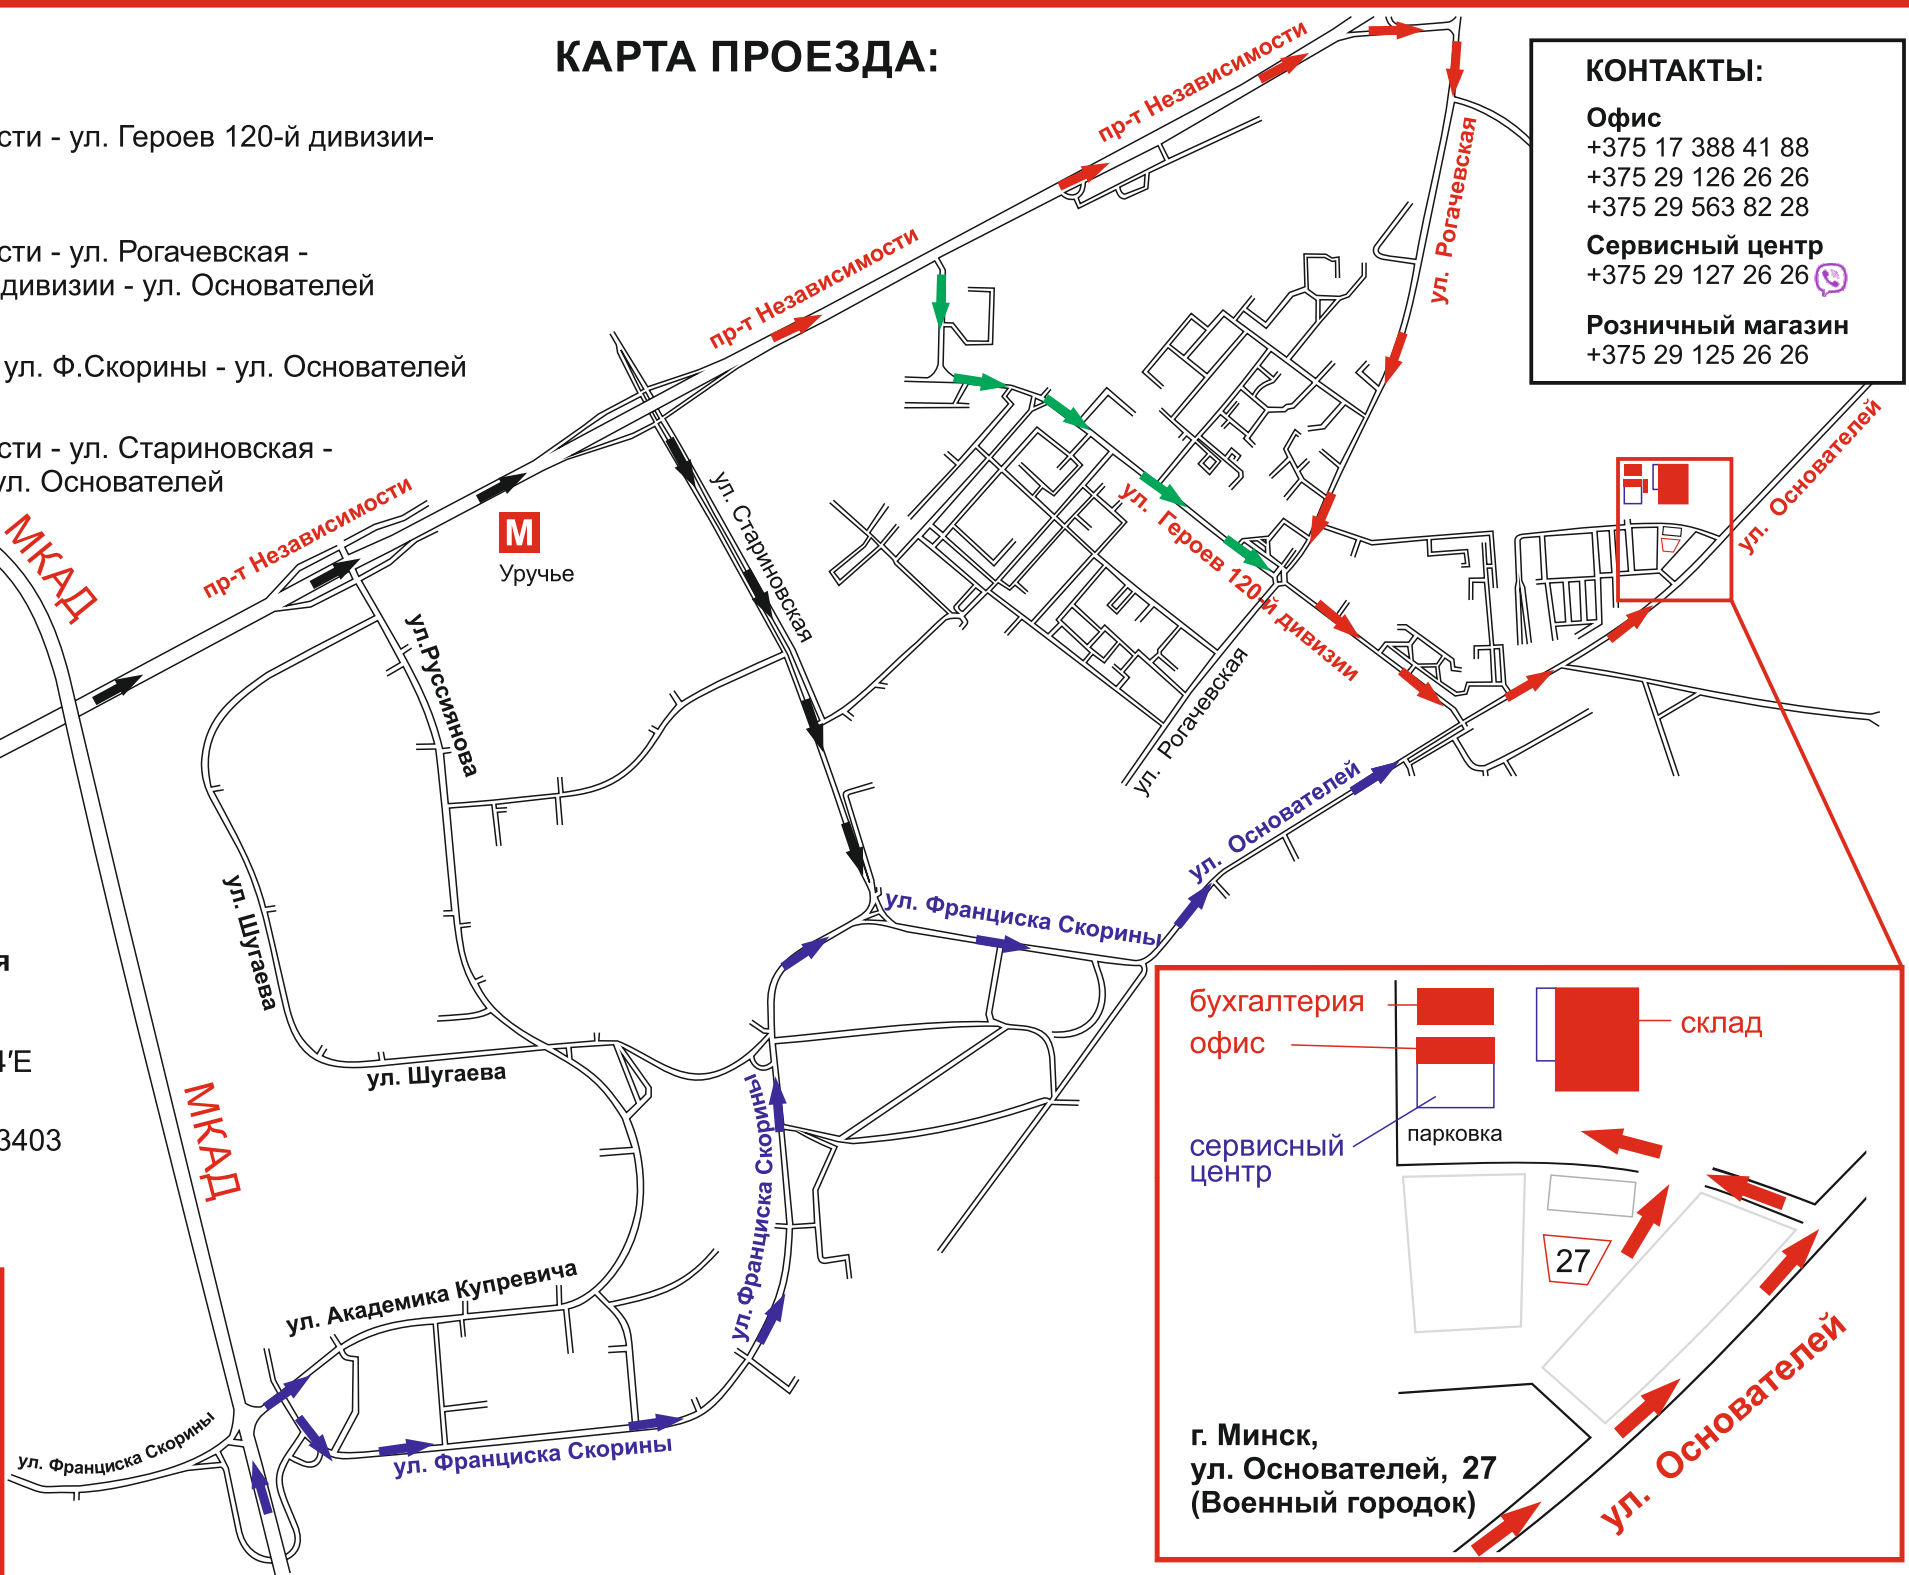 КАРТА ПРОЕЗДА:
сти - ул. Героев 120-й дивизии-
сти - ул. Рогачевская -
дивизии - ул. Основателей
ул. Ф.Скорины - ул. Основателей
сти - ул. Стариновская -
ул. Основателей
КОНТАКТЫ:
Офис
+375 17 388 41 88
+375 29 126 26 26
+375 29 563 82 28
Сервисный центр
+375 29 127 26 26
Розничный магазин
+375 29 125 26 26
пр-т Независимости
пр-т Независимости
пр-т Независимости
ул. Рогачевская
ул. Основателей
МКАД
М
Уручье
ул. Стариновская
ул. Героев 120-й дивизии
ул.Руссиянова
ул. Рогачевская
ул. Основателей
ул. Шугаева
ул. Франциска Скорины
я
4'E
3403
ул. Шугаева
МКАД
ул. Франциска Скорины
ул. Франциска Скорины
ул. Академика Купревича
ул. Франциска Скорины
ул. Франциска Скорины
бухгалтерия
офис
склад
сервисный
центр
парковка
27
ул. Основателей
г. Минск,
ул. Основателей, 27
(Военный городок)